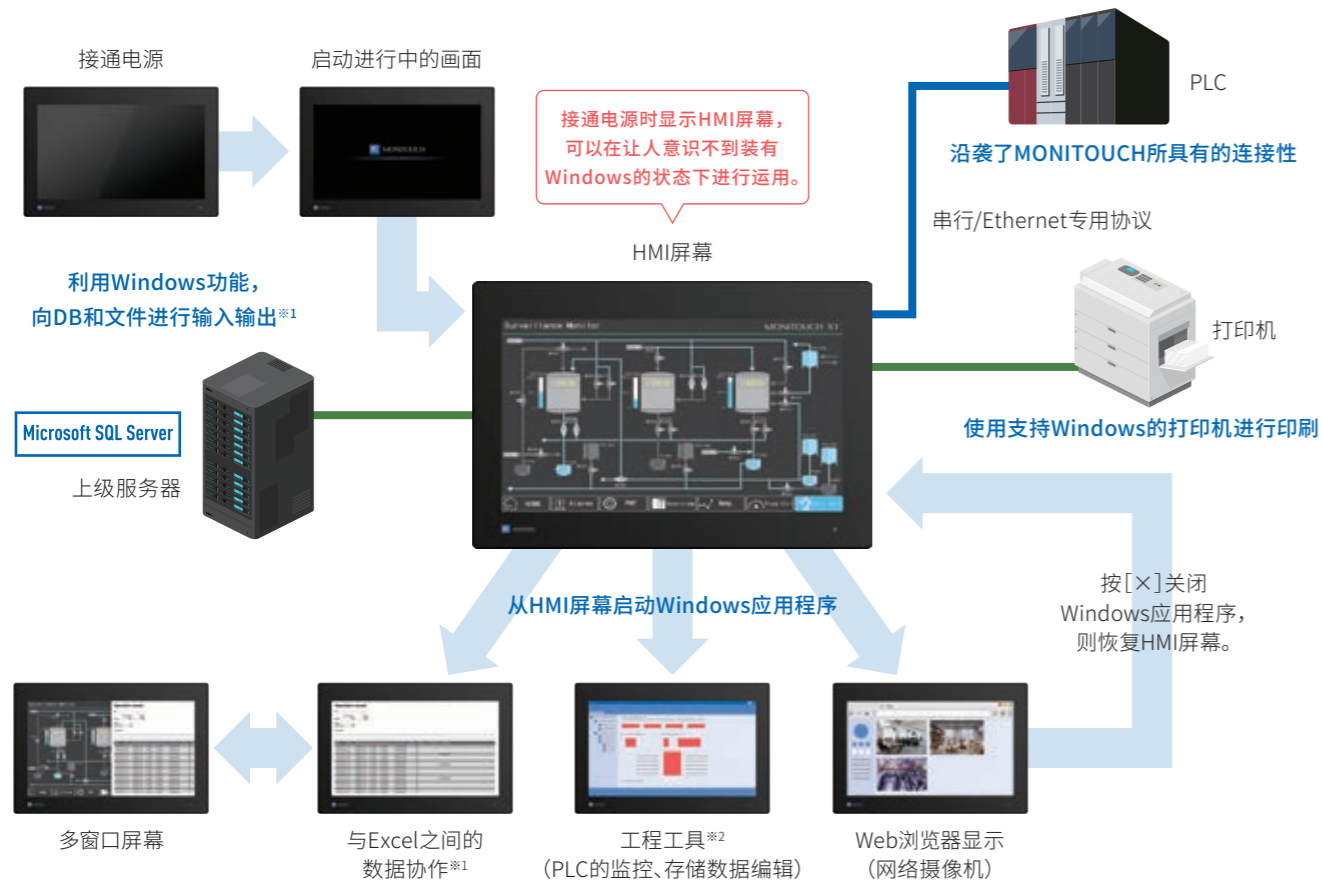 接通电源
启动进行中的画面
MONITOUCH
接通电源时显示HMI屏幕，
可以在让人意识不到装有
Windows的状态下进行运用。
PLC
沿袭了MONITOUCH所具有的连接性
串行/Ethernet专用协议
HMI屏幕
利用Windows功能，
向DB和文件进行输入输出※1
Surveillance Monitor
MONITOUCH X1
打印机
使用支持Windows的打印机进行印刷
Microsoft SQL Server
上级服务器
HOME
Alarms
从HMI屏幕启动Windows应用程序
按［×］关闭
Windows应用程序，
则恢复HMI屏幕。
多窗口屏幕
与Excel之间的
数据协作※1
工程工具※2
（PLC的监控、存储数据编辑）
Web浏览器显示
（网络摄像机）